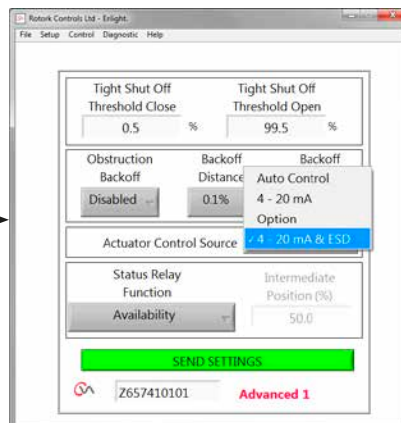 Rotork Controls Ltd - Enlight.
File Setup Control Diagnostic Help
Tight Shut Off Tight Shut Off
Threshold Close Threshold Open
0.5 % 99.5 %
Obstruction Backoff Backoff
Backoff Distance
Disabled 0.1%
Auto Control
4 - 20 mA
Option
Actuator Control Source ✓ 4 - 20 mA & ESD
Status Relay Intermediate
Function Position (%)
Availability 50.0
SEND SETTINGS
Z657410101 Advanced 1